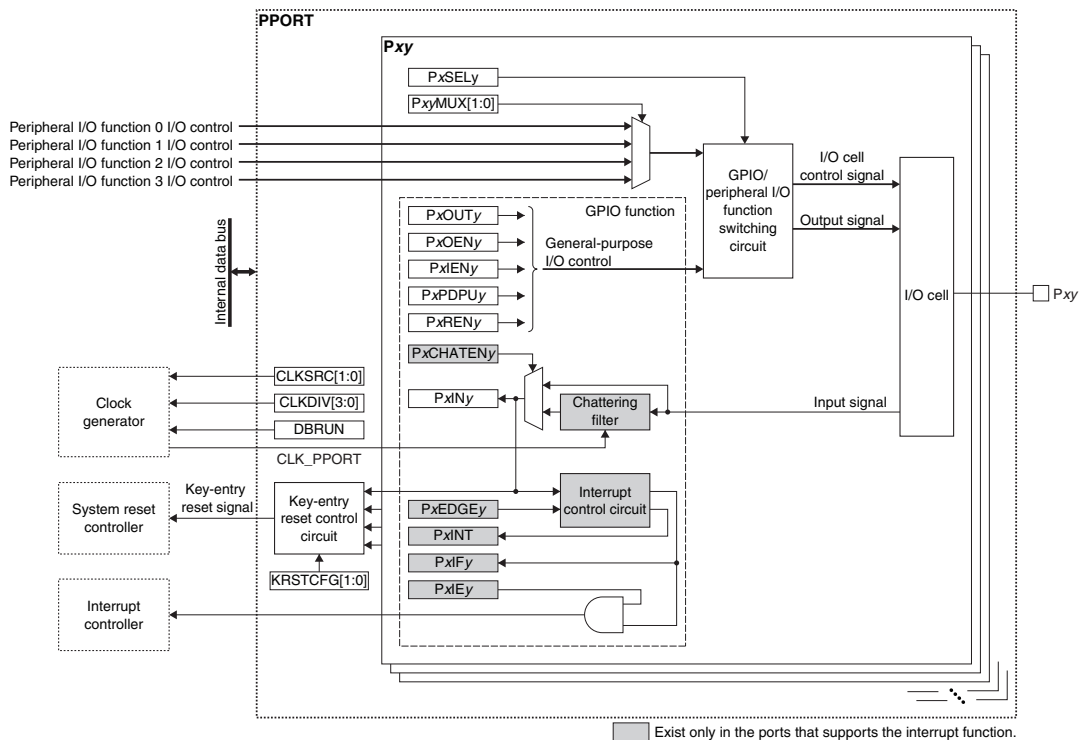 PPORT
Pxy
PxSELy
PxyMUX[1:0]
Peripheral I/O function 0 I/O control
Peripheral I/O function 1 I/O control
Peripheral I/O function 2 I/O control
Peripheral I/O function 3 I/O control
GPIO/
peripheral I/O
function
switching
circuit
I/O cell
control signal
Output signal
I/O cell
Pxy
Internal data bus
GPIO function
PxOUTy
PxOENy
PxIENy
PxPDPUy
PxRENy
General-purpose
I/O control
PxCHATENy
PxINy
Chattering
filter
Input signal
Clock
generator
CLKSRC[1:0]
CLKDIV[3:0]
DBRUN
CLK_PPORT
System reset
controller
Key-entry
reset signal
Key-entry
reset control
circuit
KRSTCFG[1:0]
Interrupt
control circuit
PxEDGEy
PxINT
PxIFy
PxIEy
Interrupt
controller
Exist only in the ports that supports the interrupt function.